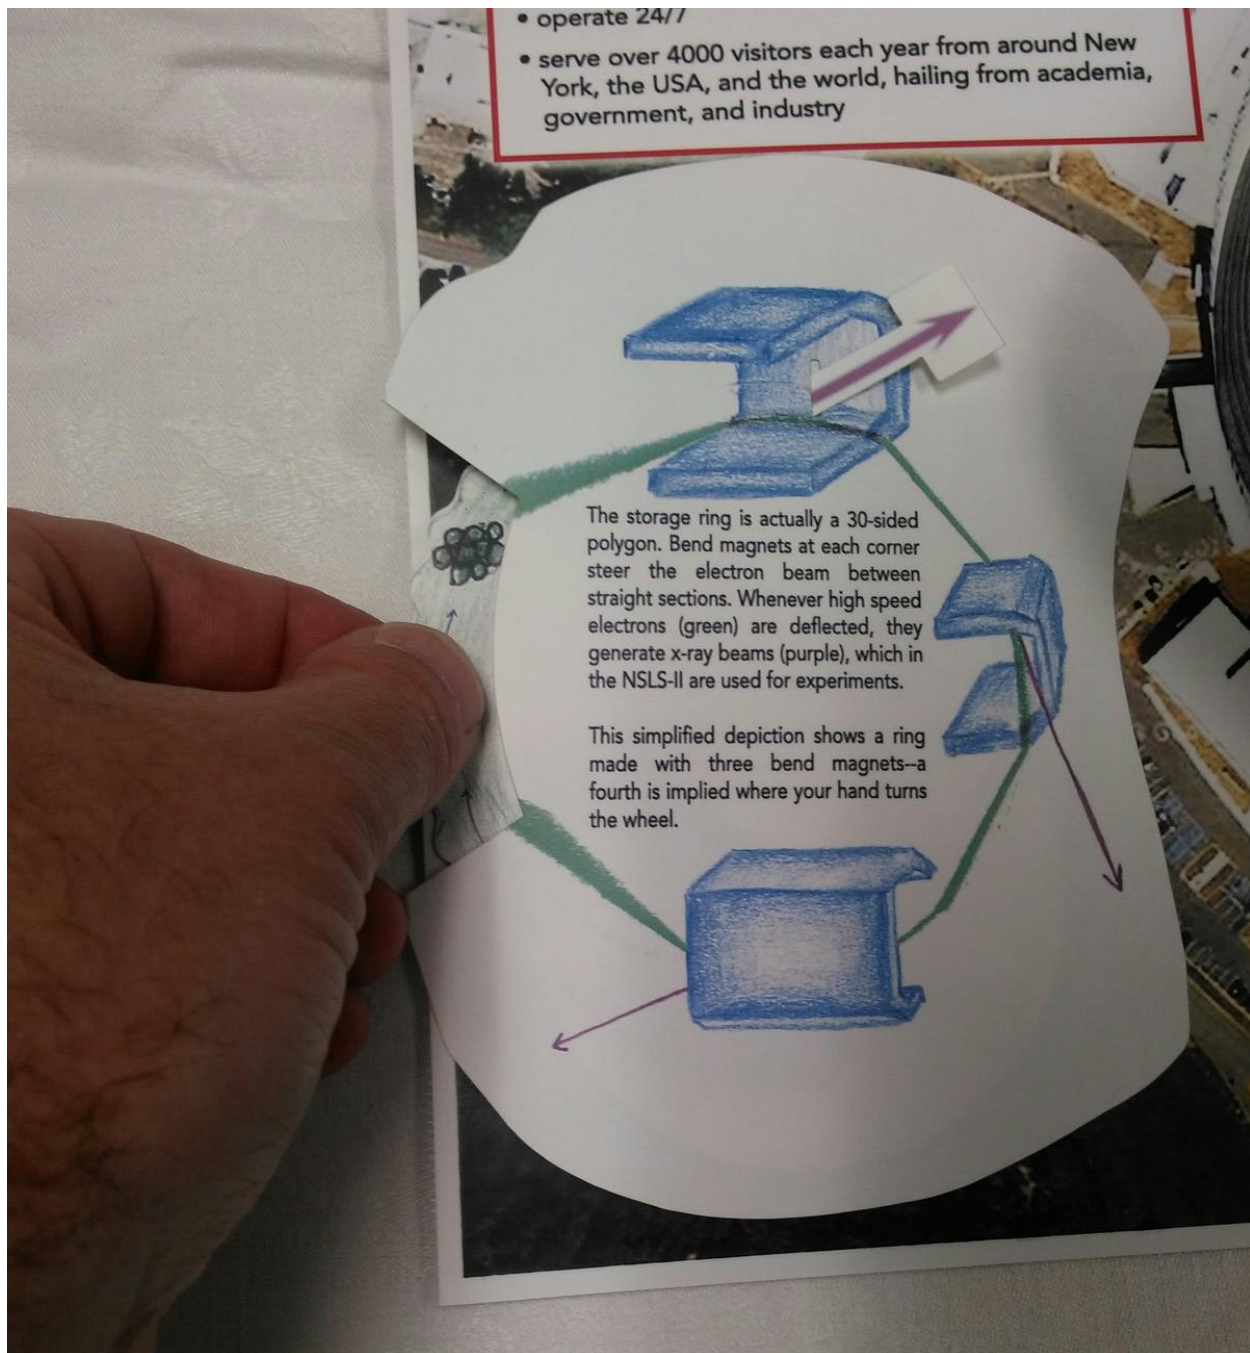 • operate 24/7
• serve over 4000 visitors each year from around New
York, the USA, and the world, hailing from academia,
government, and industry
The storage ring is actually a 30-sided
polygon. Bend magnets at each corner
steer the electron beam between
straight sections. Whenever high speed
electrons (green) are deflected, they
generate x-ray beams (purple), which in
the NSLS-II are used for experiments.
This simplified depiction shows a ring
made with three bend magnets--a
fourth is implied where your hand turns
the wheel.